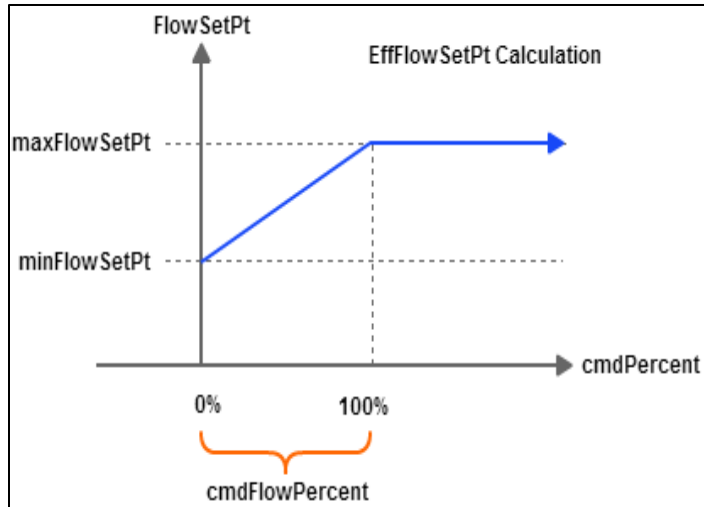 FlowSetPt
EffFlowSetPt Calculation
maxFlowSetPt
minFlowSetPt
cmdPercent
0%
100%
cmdFlowPercent